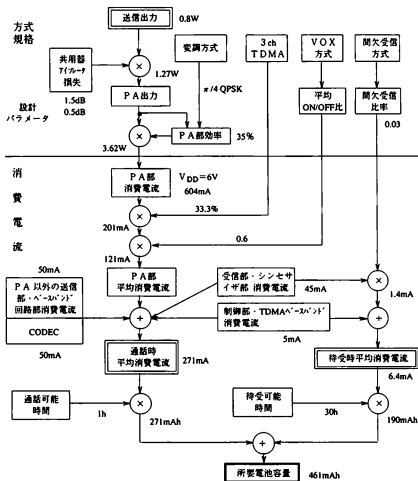 方式
規格
送信出力
0.8W
変調方式
3ch
TDMA
VOX
方式
間欠受信
方式
共用器
アイソレータ
損失
1.27W
1.5dB
0.5dB
設計
パラメータ
PA出力
π/4 QPSK
平均
ON/OFF比
間欠受信
比率
PA部効率
35%
0.03
3.62W
消
費
電
流
PA部
消費電流
VDD=6V
604mA
33.3%
201mA
0.6
121mA
50mA
PA部
平均消費電流
受信部・シンセサ
イザ部 消費電流
45mA
1.4mA
PA以外の送信
部・ベースバンド
回路部消費電流
CODEC
50mA
制御部・TDMAベースバンド
消費電流
5mA
通話時
平均消費電流
271mA
待受時平均消費電流
6.4mA
通話可能
時間
1h
271mAh
待受可能
時間
30h
190mAh
所要電池容量
461mAh